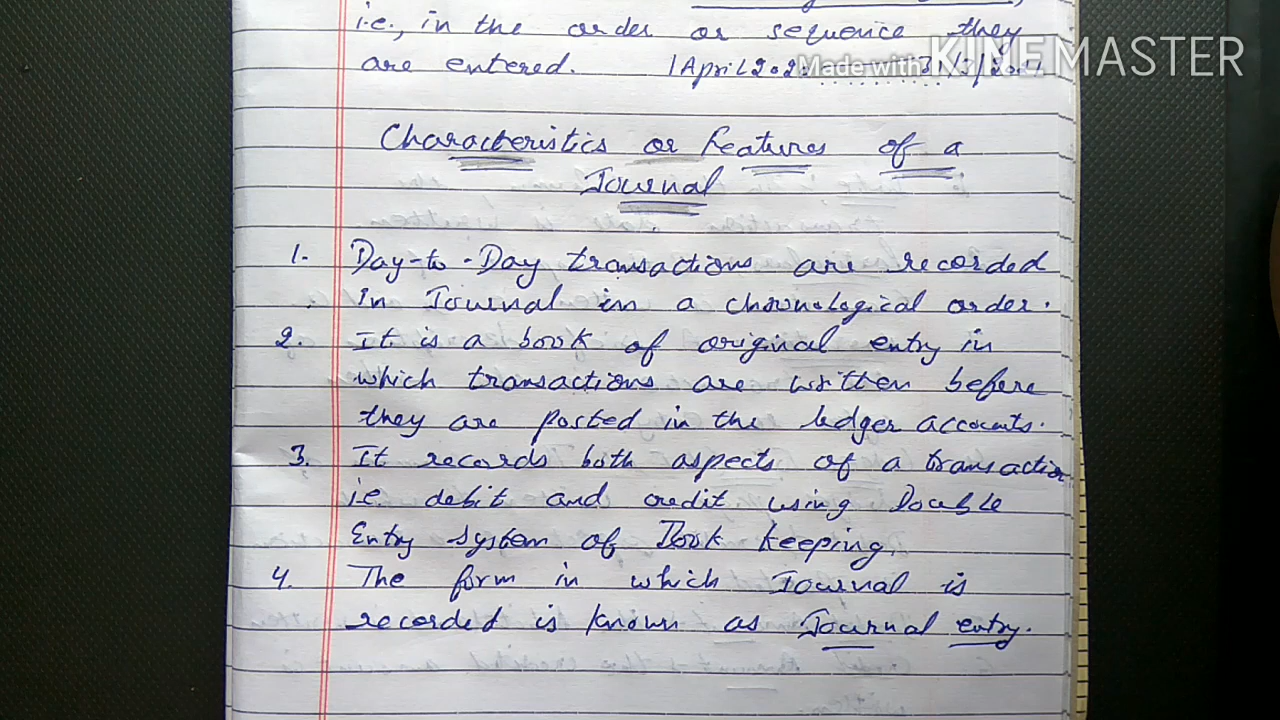 i.e., in the order or sequence they
are entered. 1 April 202
Made with KINEMASTER
Characteristics or Features of a
Journal
1. Day-to-Day transactions are recorded
in Journal in a chronological order.
2. It is a book of original entry in
which transactions are written before
they are posted in the ledger accounts.
3. It records both aspects of a transaction
i.e. debit and credit using Double
Entry system of Book keeping.
4. The form in which Journal is
recorded is known as Journal entry.